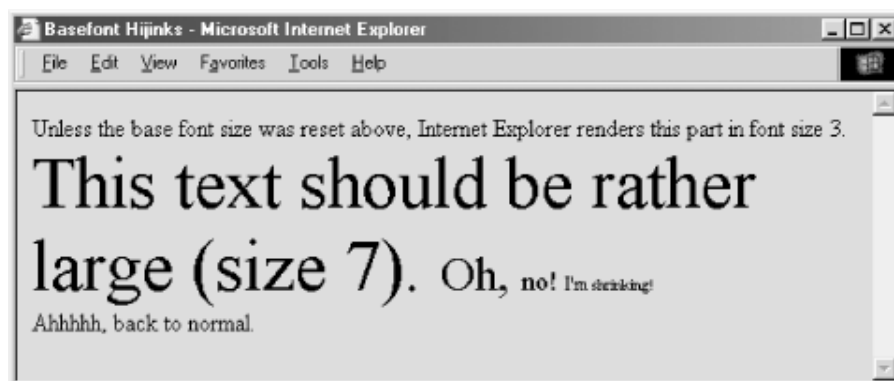 Basefont Hijinks - Microsoft Internet Explorer
File Edit View Favorites Tools Help
Unless the base font size was reset above, Internet Explorer renders this part in font size 3.
This text should be rather
large (size 7). Oh, no! I'm shrinking!
Ahhhhh, back to normal.